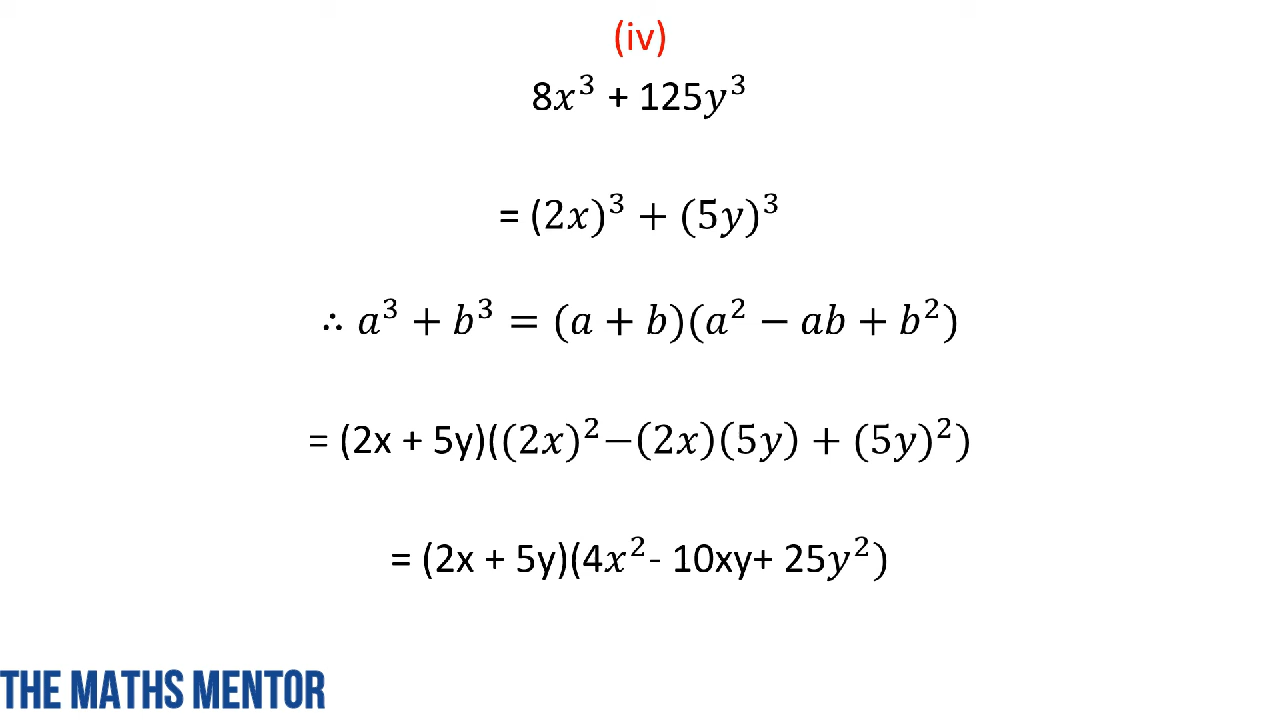 (iv)
8x³ + 125y³
= (2x)³ + (5y)³
∴ a³ + b³ = (a + b)(a² − ab + b²)
= (2x + 5y)((2x)²−(2x)(5y) + (5y)²)
= (2x + 5y)(4x²- 10xy+ 25y²)
THE MATHS MENTOR